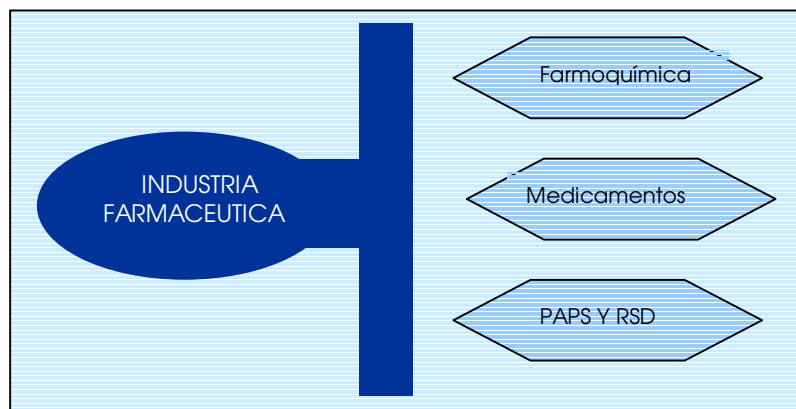 INDUSTRIA
FARMACEUTICA
Farmoquímica
Medicamentos
PAPS Y RSD